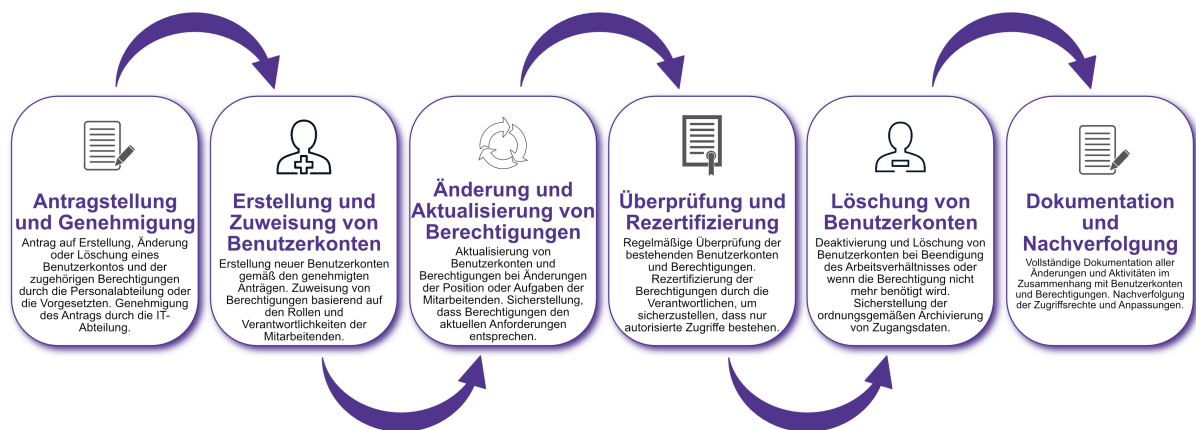 Antragstellung
und Genehmigung
Antrag auf Erstellung, Änderung
oder Löschung eines
Benutzerkontos und der
zugehörigen Berechtigungen
durch die Personalabteilung oder
die Vorgesetzten. Genehmigung
des Antrags durch die IT-
Abteilung.
Erstellung und
Zuweisung von
Benutzerkonten
Erstellung neuer Benutzerkonten
gemäß den genehmigten
Anträgen. Zuweisung von
Berechtigungen basierend auf
den Rollen und
Verantwortlichkeiten der
Mitarbeitenden.
Änderung und
Aktualisierung von
Berechtigungen
Aktualisierung von
Benutzerkonten und
Berechtigungen bei Änderungen
der Position oder Aufgaben der
Mitarbeitenden. Sicherstellung,
dass Berechtigungen den
aktuellen Anforderungen
entsprechen.
Überprüfung und
Rezertifizierung
Regelmäßige Überprüfung der
bestehenden Benutzerkonten
und Berechtigungen.
Rezertifizierung der
Berechtigungen durch die
Verantwortlichen, um
sicherzustellen, dass nur
autorisierte Zugriffe bestehen.
Löschung von
Benutzerkonten
Deaktivierung und Löschung von
Benutzerkonten bei Beendigung
des Arbeitsverhältnisses oder
wenn die Berechtigung nicht
mehr benötigt wird.
Sicherstellung der
ordnungsgemäßen Archivierung
von Zugangsdaten.
Dokumentation
und
Nachverfolgung
Vollständige Dokumentation aller
Änderungen und Aktivitäten im
Zusammenhang mit Benutzerkonten
und Berechtigungen. Nachverfolgung
der Zugriffsrechte und Anpassungen.